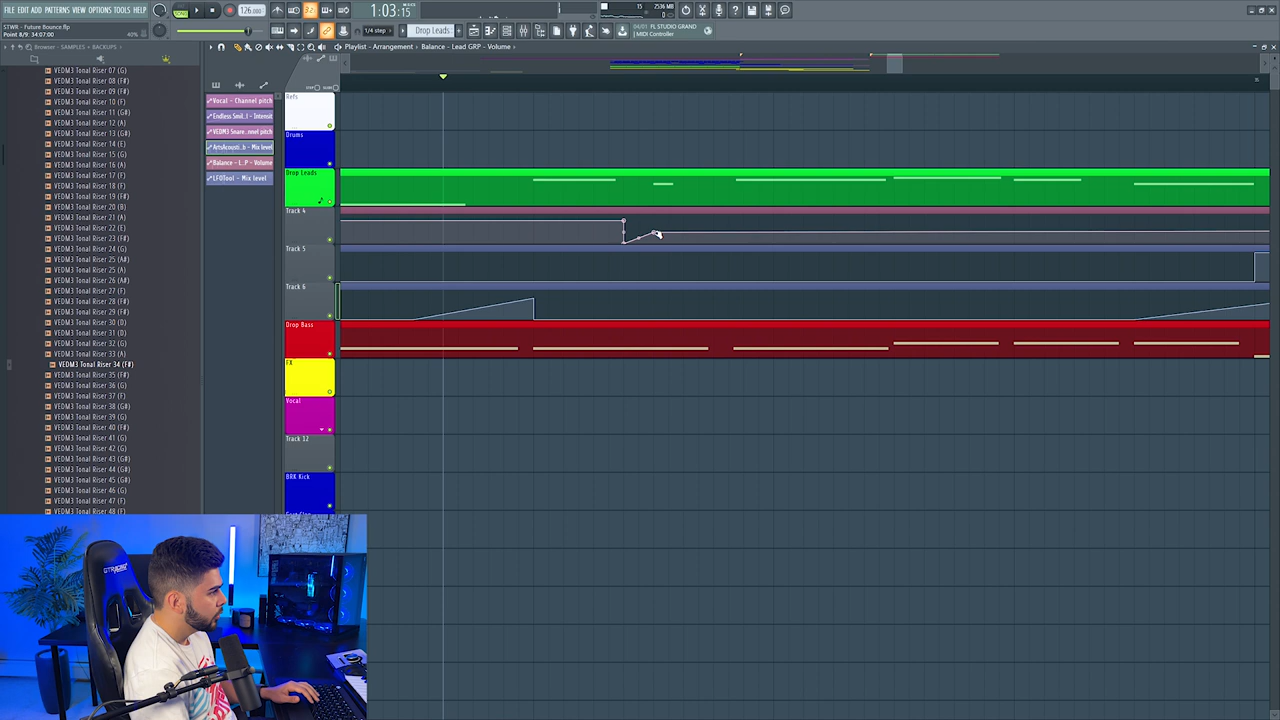 FILE EDIT ADD PATTERNS VIEW OPTIONS TOOLS HELP
126.000
1:03:15
15
2536 MB
0
STWR - Future Bounce.flp
Point 8/9: 34:07:00
40%
1/4 step
Drop Leads
04/01 FL STUDIO GRAND
MIDI Controller
Browser - SAMPLES - BACKUPS
Playlist - Arrangement › Balance - Lead GRP - Volume ›
VEDM3 Tonal Riser 07 (G)
VEDM3 Tonal Riser 08 (F#)
VEDM3 Tonal Riser 09 (F#)
VEDM3 Tonal Riser 10 (F)
VEDM3 Tonal Riser 11 (G#)
VEDM3 Tonal Riser 12 (A)
VEDM3 Tonal Riser 13 (G#)
VEDM3 Tonal Riser 14 (E)
VEDM3 Tonal Riser 15 (G)
VEDM3 Tonal Riser 16 (A)
VEDM3 Tonal Riser 17 (F)
VEDM3 Tonal Riser 18 (F#)
VEDM3 Tonal Riser 19 (F#)
VEDM3 Tonal Riser 20 (B)
VEDM3 Tonal Riser 21 (A)
VEDM3 Tonal Riser 22 (E)
VEDM3 Tonal Riser 23 (F#)
VEDM3 Tonal Riser 24 (G)
VEDM3 Tonal Riser 25 (A#)
VEDM3 Tonal Riser 26 (A#)
VEDM3 Tonal Riser 27 (F)
VEDM3 Tonal Riser 28 (F#)
VEDM3 Tonal Riser 29 (F#)
VEDM3 Tonal Riser 30 (D)
VEDM3 Tonal Riser 31 (D)
VEDM3 Tonal Riser 32 (G)
VEDM3 Tonal Riser 33 (A)
VEDM3 Tonal Riser 34 (F#)
VEDM3 Tonal Riser 35 (F#)
VEDM3 Tonal Riser 36 (G)
VEDM3 Tonal Riser 37 (F)
VEDM3 Tonal Riser 38 (G#)
VEDM3 Tonal Riser 39 (G)
VEDM3 Tonal Riser 40 (F#)
VEDM3 Tonal Riser 41 (G)
VEDM3 Tonal Riser 42 (G)
VEDM3 Tonal Riser 43 (G#)
VEDM3 Tonal Riser 44 (G#)
VEDM3 Tonal Riser 45 (G#)
VEDM3 Tonal Riser 46 (G)
VEDM3 Tonal Riser 47 (F)
VEDM3 Tonal Riser 48 (F)
Vocal - Channel pitch
Endless Smil..l - Intensit
VEDM3 Snare...nnel pitch
ArtsAcousti..b - Mix level
Balance - L...P - Volume
LFOTool - Mix level
Refs
Drums
Drop Leads
Track 4
Track 5
Track 6
Drop Bass
FX
Vocal
Track 12
BRK Kick